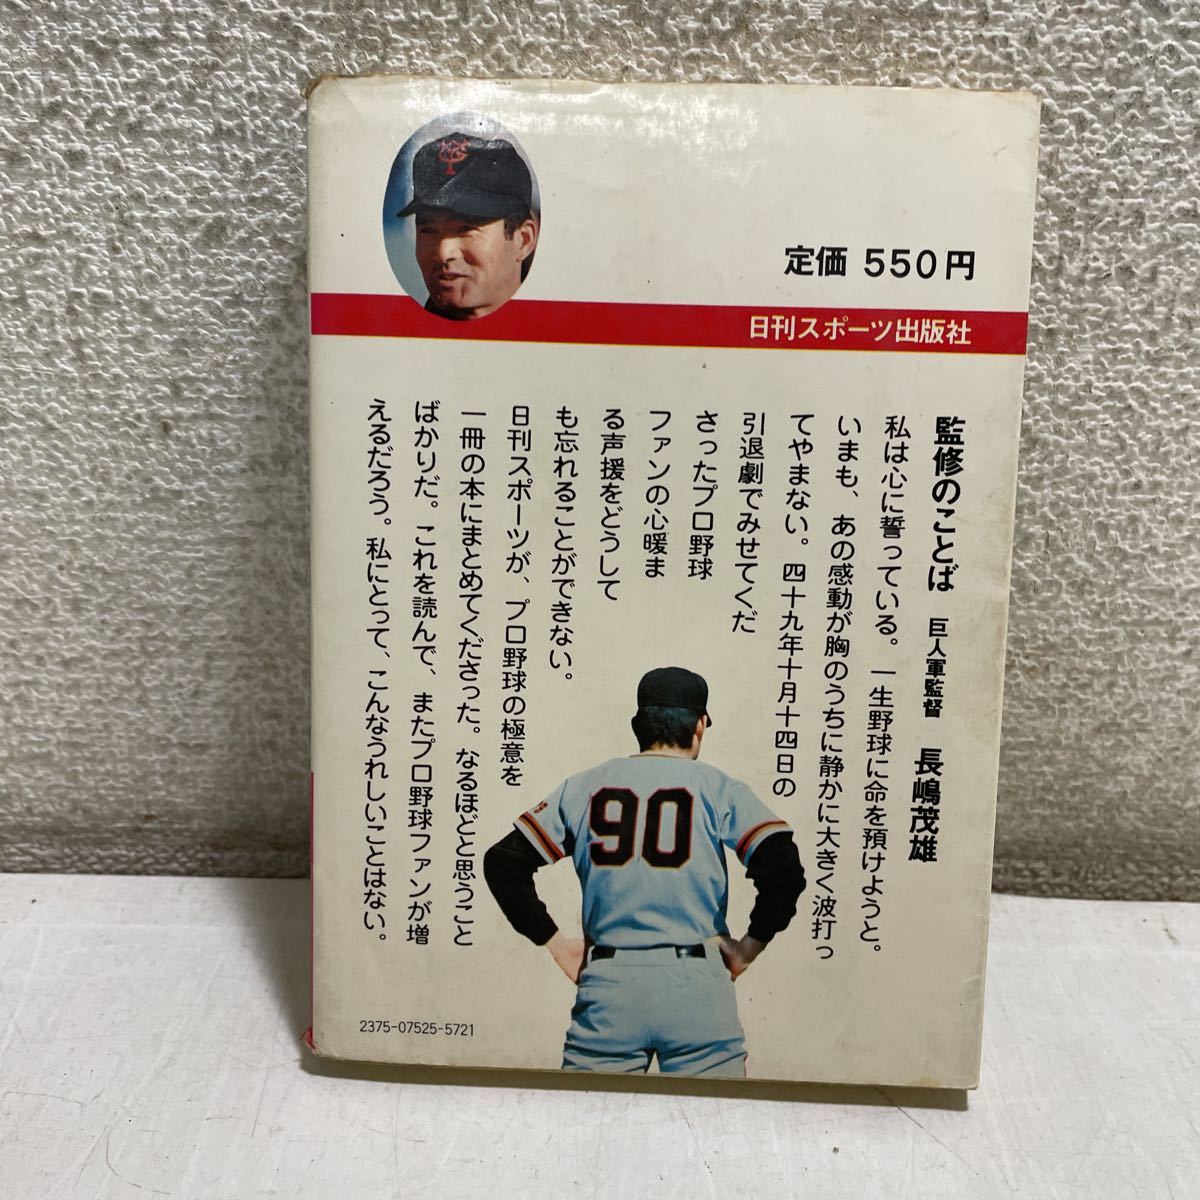 定価 550円
日刊スポーツ出版社
監修のことば 巨人軍監督 長嶋茂雄
私は心に誓っている。一生野球に命を預けようと。
いまも、あの感動が胸のうちに静かに大きく波打っ
てやまない。四十九年十月十四日の
引退劇でみせてくだ
さったプロ野球
ファンの心暖ま
る声援をどうして
も忘れることができない。
日刊スポーツが、プロ野球の極意を
一冊の本にまとめてくださった。なるほどと思うこと
ばかりだ。これを読んで、またプロ野球ファンが増
えるだろう。私にとって、こんなうれしいことはない。
90
2375-07525-5721